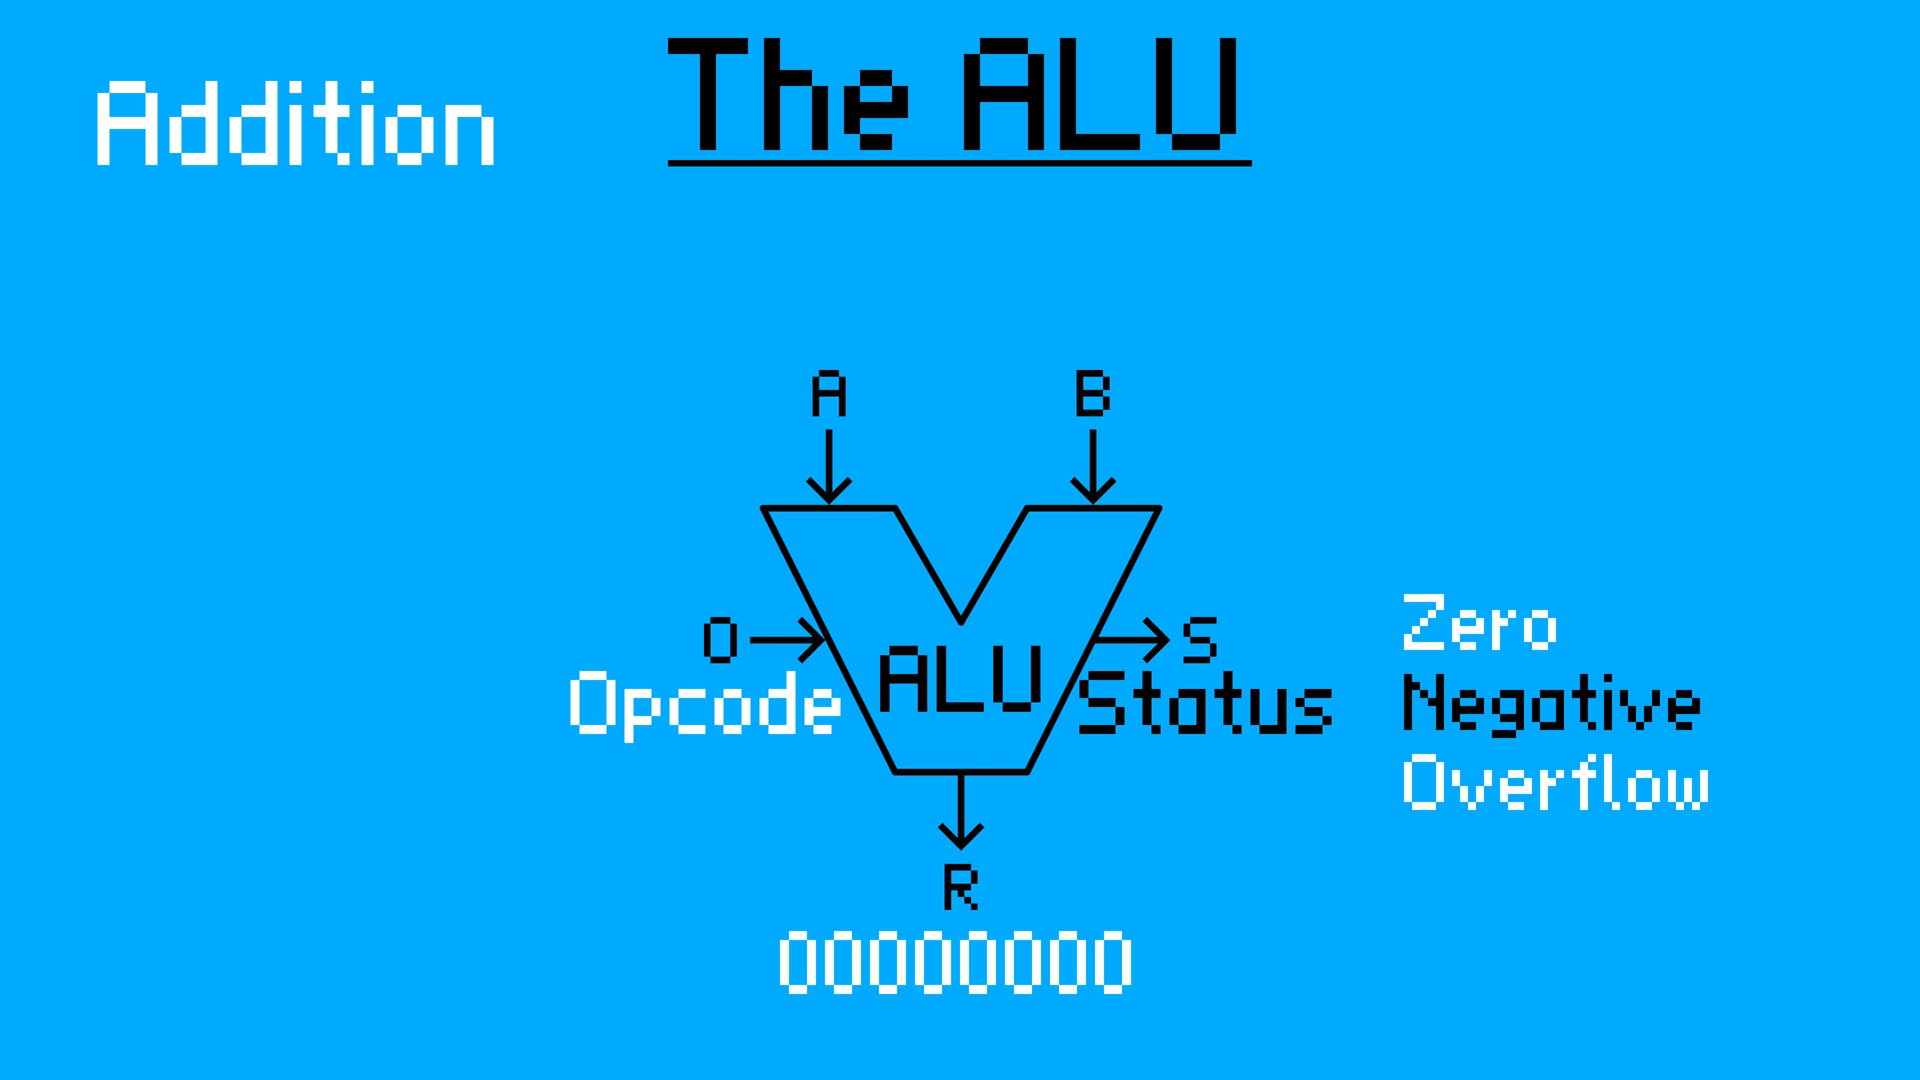 Addition
The ALU
A
B
O
S
Opcode
ALU
Status
Zero
Negative
Overflow
R
00000000